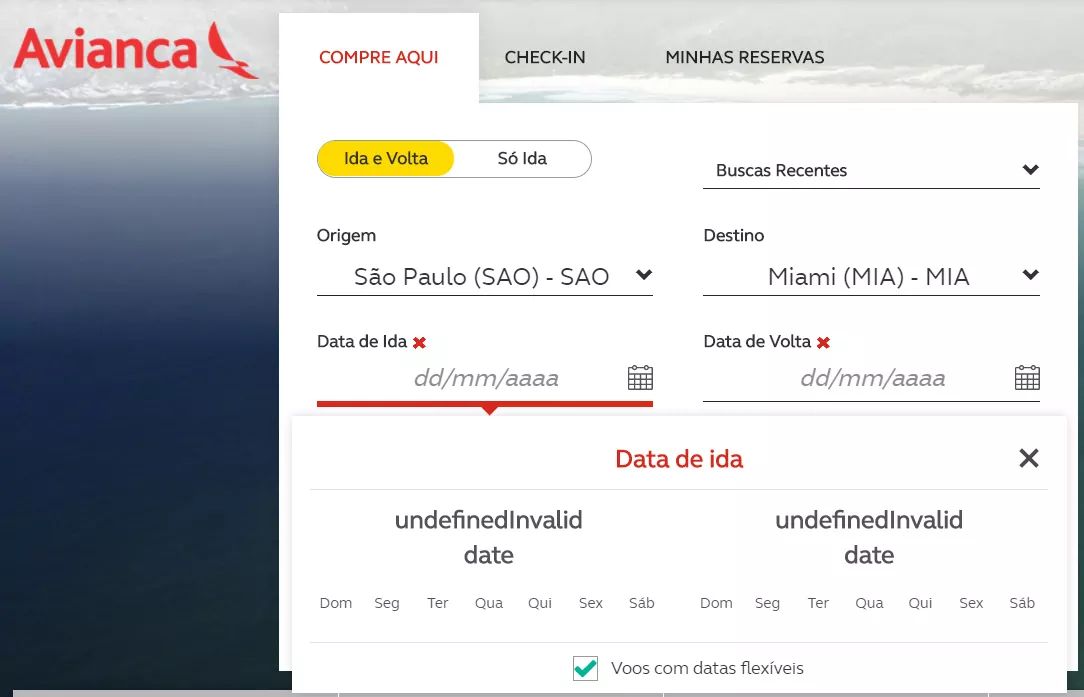 Avianca
COMPRE AQUI CHECK-IN MINHAS RESERVAS
Ida e Volta Só Ida
Buscas Recentes
Origem Destino
São Paulo (SAO) - SAO Miami (MIA) - MIA
Data de Ida Data de Volta
dd/mm/aaaa dd/mm/aaaa
Data de ida
undefinedInvalid undefinedInvalid
date date
Dom Seg Ter Qua Qui Sex Sáb Dom Seg Ter Qua Qui Sex Sáb
Voos com datas flexíveis